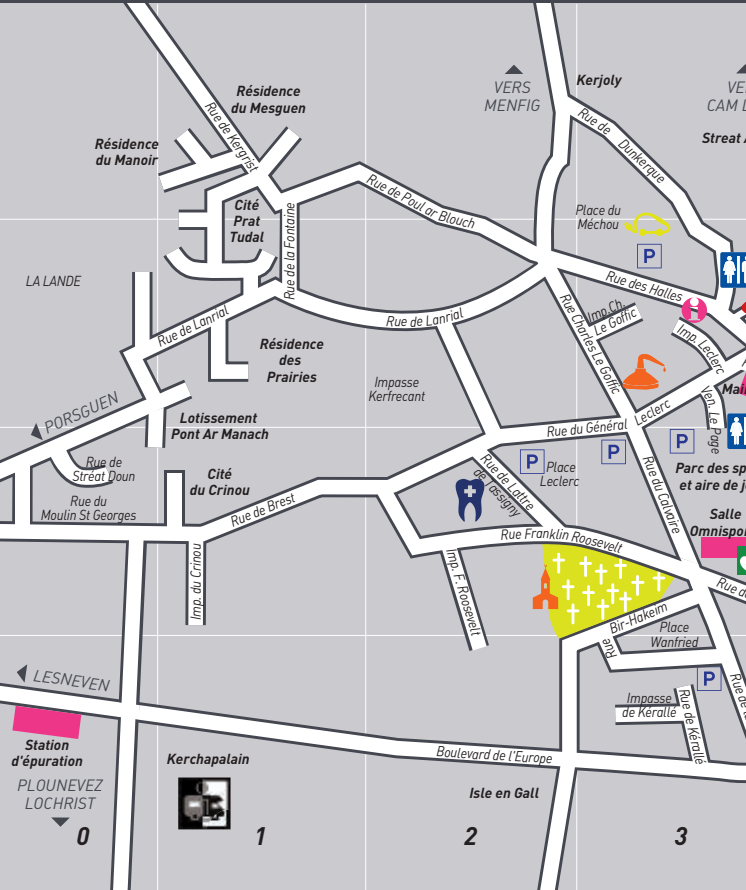 Kerjoly
VERS
MENFIG
Résidence
du Mesguen
Rue de Kergrist
Rue de
Dunkerque
Streat
Résidence
du Manoir
Cité
Prat
Tudal
Rue de Poul ar Blouch
Place du
Méchou
P
Rue de la Fontaine
LA LANDE
Rue des Halles
Rue de Lanrial
Rue de Lanrial
Rue Charles Le Goffic
Imp. Ch.
Le Goffic
Imp. Leclerc
Résidence
des
Prairies
Impasse
Kerfrecant
Ven. Le Page
PORSGUEN
Lotissement
Pont Ar Manach
Rue du Général Leclerc
P
P
P
Place
Leclerc
Rue de
Stréat Doun
Cité
du Crinou
Rue de Lattre
de Tassigny
Rue du Calvaire
Parc des
et aire de
Rue du
Moulin St Georges
Rue de Brest
Salle
Rue Franklin Roosevelt
Imp. du Crinou
Imp. F. Roosevelt
Rue
Bir-Hakeim
Place
Wanfried
Rue
P
LESNEVEN
Impasse
de Kérallé
Rue de Kérallé
Rue de
Station
d'épuration
Kerchapalain
Boulevard de l'Europe
PLOUNEVEZ
LOCHRIST
Isle en Gall
0
1
2
3